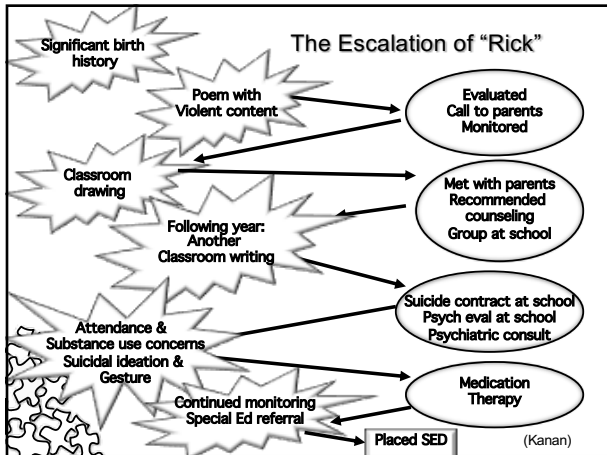 The Escalation of “Rick”
Significant birth
history
Poem with
Violent content
Evaluated
Call to parents
Monitored
Classroom
drawing
Met with parents
Recommended
counseling
Group at school
Following year:
Another
Classroom writing
Suicide contract at school
Psych eval at school
Psychiatric consult
Attendance &
Substance use concerns
Suicidal ideation &
Gesture
Medication
Therapy
Continued monitoring
Special Ed referral
Placed SED
(Kanan)